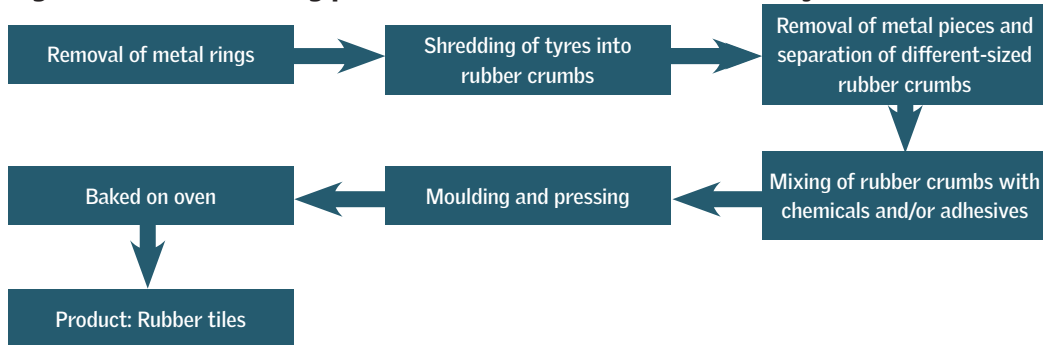 Removal of metal rings
Shredding of tyres into
rubber crumbs
Removal of metal pieces and
separation of different-sized
rubber crumbs
Mixing of rubber crumbs with
chemicals and/or adhesives
Moulding and pressing
Baked on oven
Product: Rubber tiles